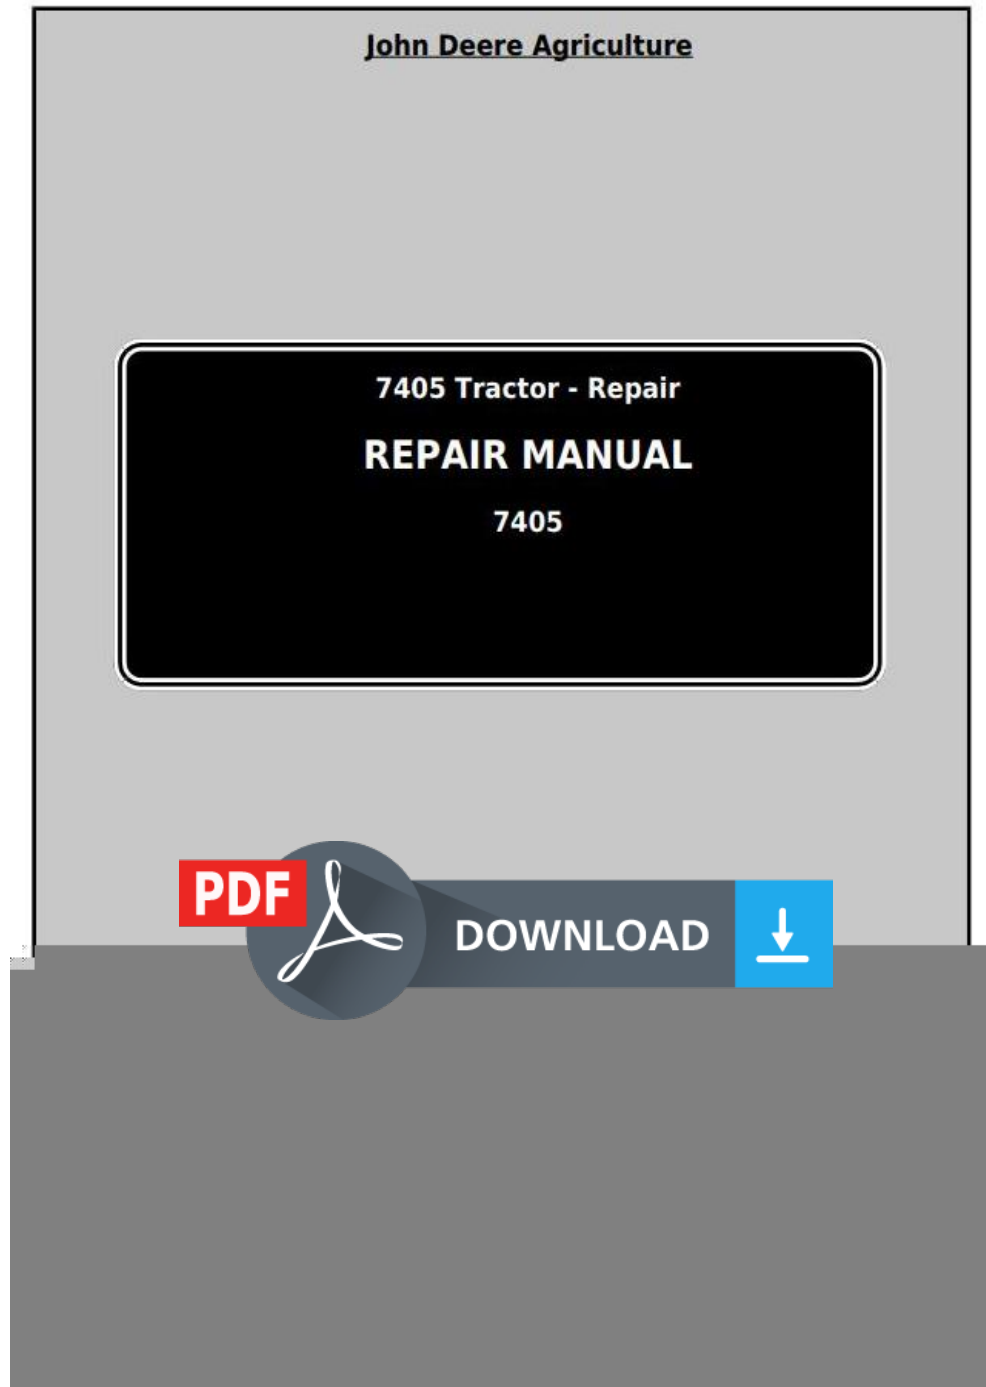 John Deere Agriculture
7405 Tractor - Repair
REPAIR MANUAL
7405
PDF
DOWNLOAD